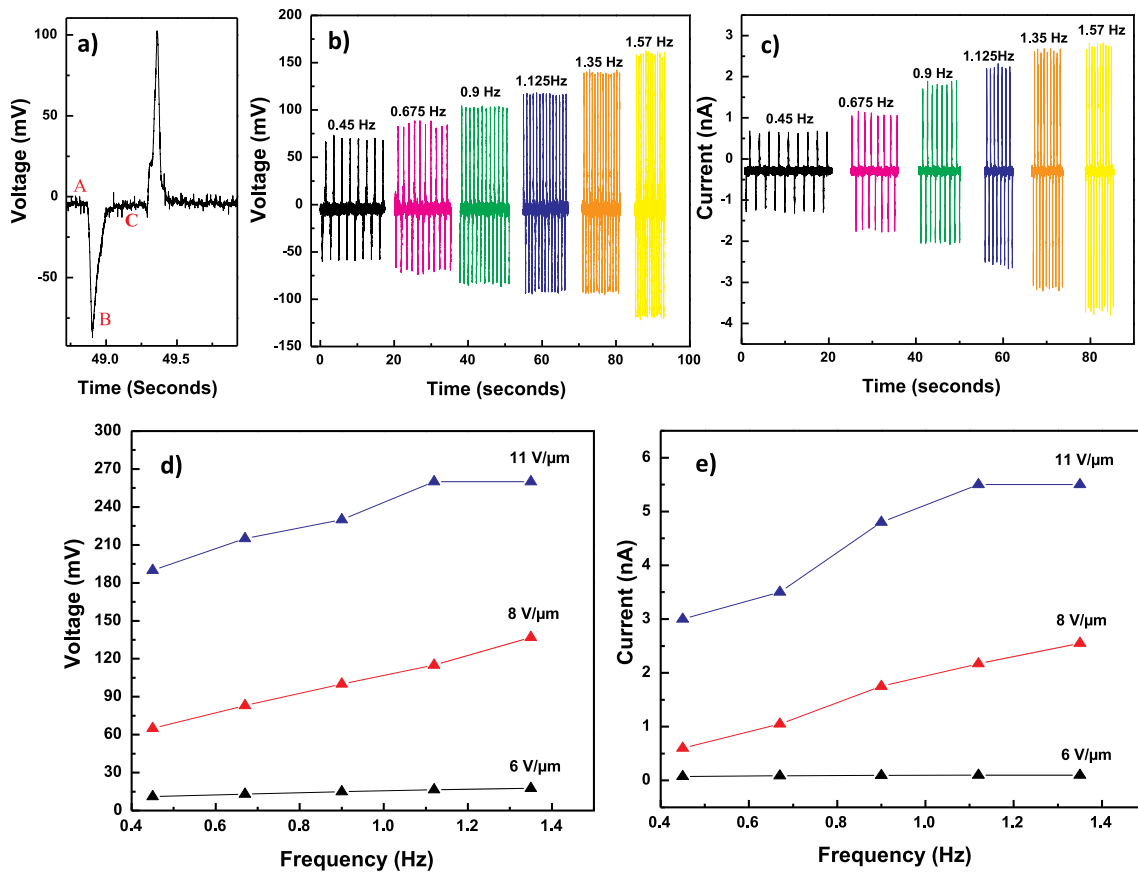 a)
100
50
0
-50
Voltage (mV)
A
B
C
49.0
49.5
Time (Seconds)
b)
200
150
100
50
0
-50
-100
-150
Voltage (mV)
0.45 Hz
0.675 Hz
0.9 Hz
1.125Hz
1.35 Hz
1.57 Hz
0
20
40
60
80
100
Time (seconds)
c)
3
2
1
0
-1
-2
-3
-4
Current (nA)
0.45 Hz
0.675 Hz
0.9 Hz
1.125Hz
1.35 Hz
1.57 Hz
0
20
40
60
80
Time (seconds)
d)
300
270
240
210
180
150
120
90
60
30
0
Voltage (mV)
11 V/µm
8 V/µm
6 V/µm
0.4
0.6
0.8
1.0
1.2
1.4
Frequency (Hz)
e)
6
5
4
3
2
1
0
Current (nA)
11 V/µm
8 V/µm
6 V/µm
0.4
0.6
0.8
1.0
1.2
1.4
Frequency (Hz)